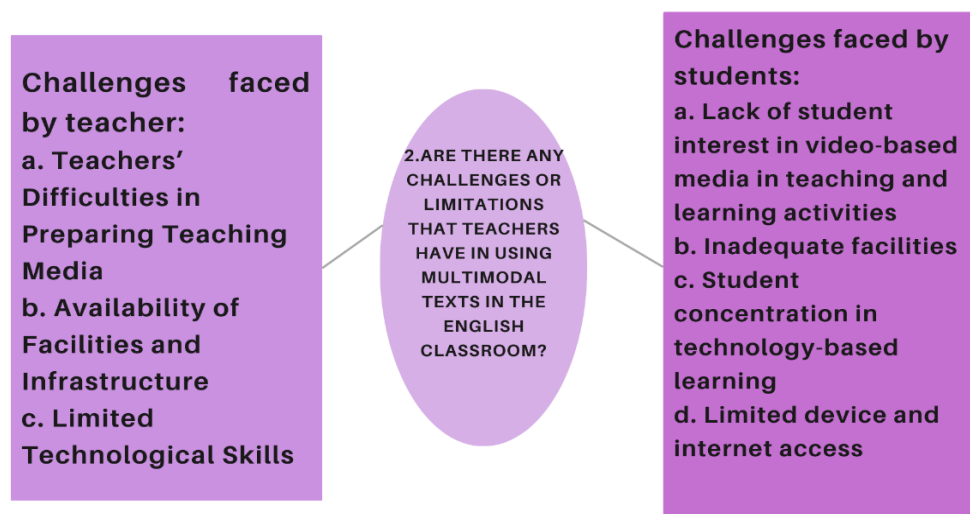 Challenges faced
by teacher:
a. Teachers’
Difficulties in
Preparing Teaching
Media
b. Availability of
Facilities and
Infrastructure
c. Limited
Technological Skills
2.ARE THERE ANY
CHALLENGES OR
LIMITATIONS
THAT TEACHERS
HAVE IN USING
MULTIMODAL
TEXTS IN THE
ENGLISH
CLASSROOM?
Challenges faced by
students:
a. Lack of student
interest in video-based
media in teaching and
learning activities
b. Inadequate facilities
c. Student
concentration in
technology-based
learning
d. Limited device and
internet access